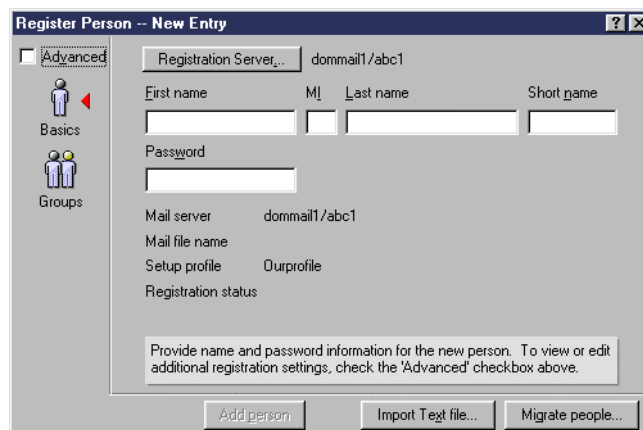 Register Person -- New Entry
Advanced
Registration Server... dommail1/abc1
First name MI Last name Short name
Basics
Password
Groups
Mail server dommail1/abc1
Mail file name
Setup profile Ourprofile
Registration status
Provide name and password information for the new person. To view or edit
additional registration settings, check the 'Advanced' checkbox above.
Add person Import Text file... Migrate people...